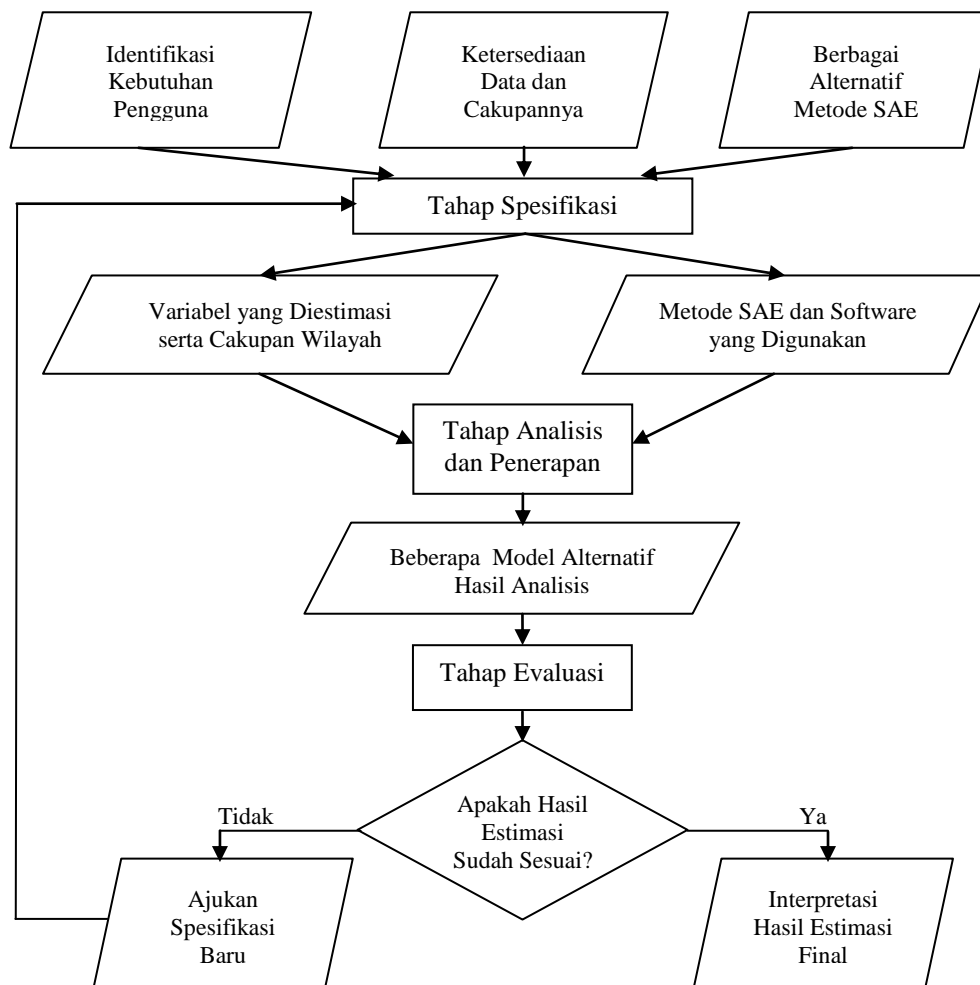 Identifikasi
Kebutuhan
Pengguna
Ketersediaan
Data dan
Cakupannya
Berbagai
Alternatif
Metode SAE
Tahap Spesifikasi
Variabel yang Diestimasi
serta Cakupan Wilayah
Metode SAE dan Software
yang Digunakan
Tahap Analisis
dan Penerapan
Beberapa Model Alternatif
Hasil Analisis
Tahap Evaluasi
Apakah Hasil
Estimasi
Sudah Sesuai?
Tidak
Ya
Ajukan
Spesifikasi
Baru
Interpretasi
Hasil Estimasi
Final